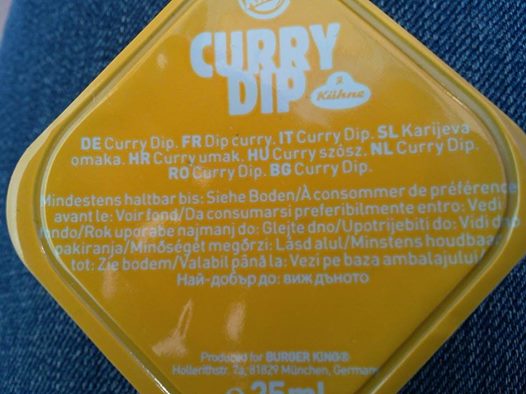 CURRY
DIP
Kühne
DE Curry Dip. FR Dip curry. IT Curry Dip. SL Karijeva
omaka. HR Curry umak. HU Curry szósz. NL Curry Dip.
RO Curry Dip. BG Curry Dip.
Mindestens haltbar bis: Siehe Boden/À consommer de préférence
avant le: Voir fond/Da consumarsi preferibilmente entro: Vedi
fondo/Rok uporabe najmanj do: Glejte dno/Upotrijebiti do: Vidi dno
pakiranja/Minőségét megőrzi: Lásd alul/Minstens houdbaar
tot: Zie bodem/Valabil până la: Vezi pe baza ambalajului/
Най-добър до: виж дъното
Produced for BURGER KING®
Hollerithstr. 7a, 81829 München, Germany
25ml